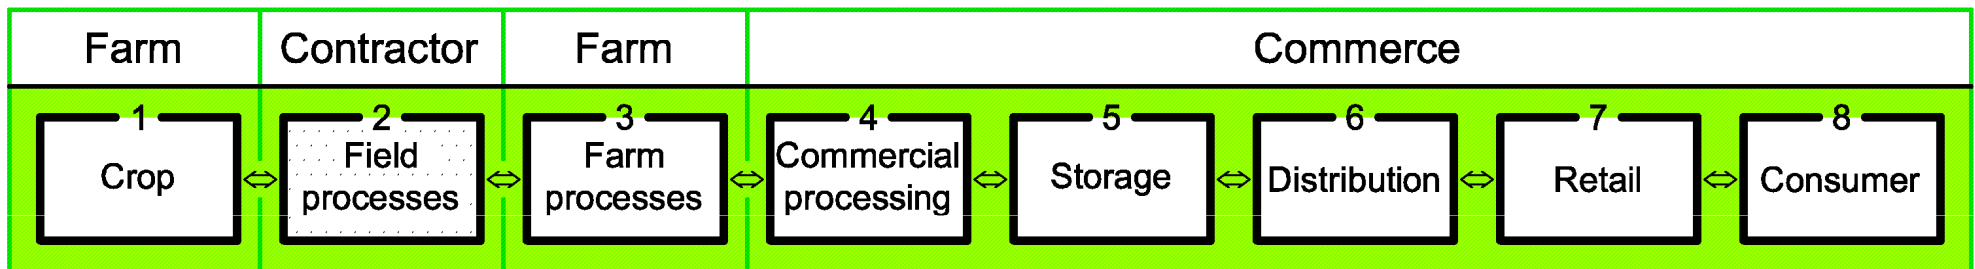 Farm Contractor Farm Commerce
1 2 3 4 5 6 7 8
Crop
Field
processes
Farm
processes
Commercial
processing
Storage
Distribution
Retail
Consumer